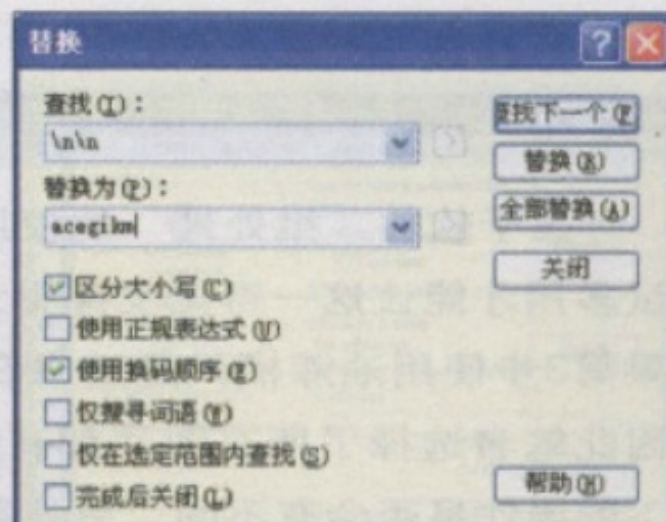 替换
查找(I):
\n\n
替换为(P):
acegikm
区分大小写(C)
使用正规表达式(U)
使用换码顺序(E)
仅搜寻词语(W)
仅在选定范围内查找(S)
完成后关闭(L)
查找下一个(F
替换(R)
全部替换(A)
关闭
帮助(H)